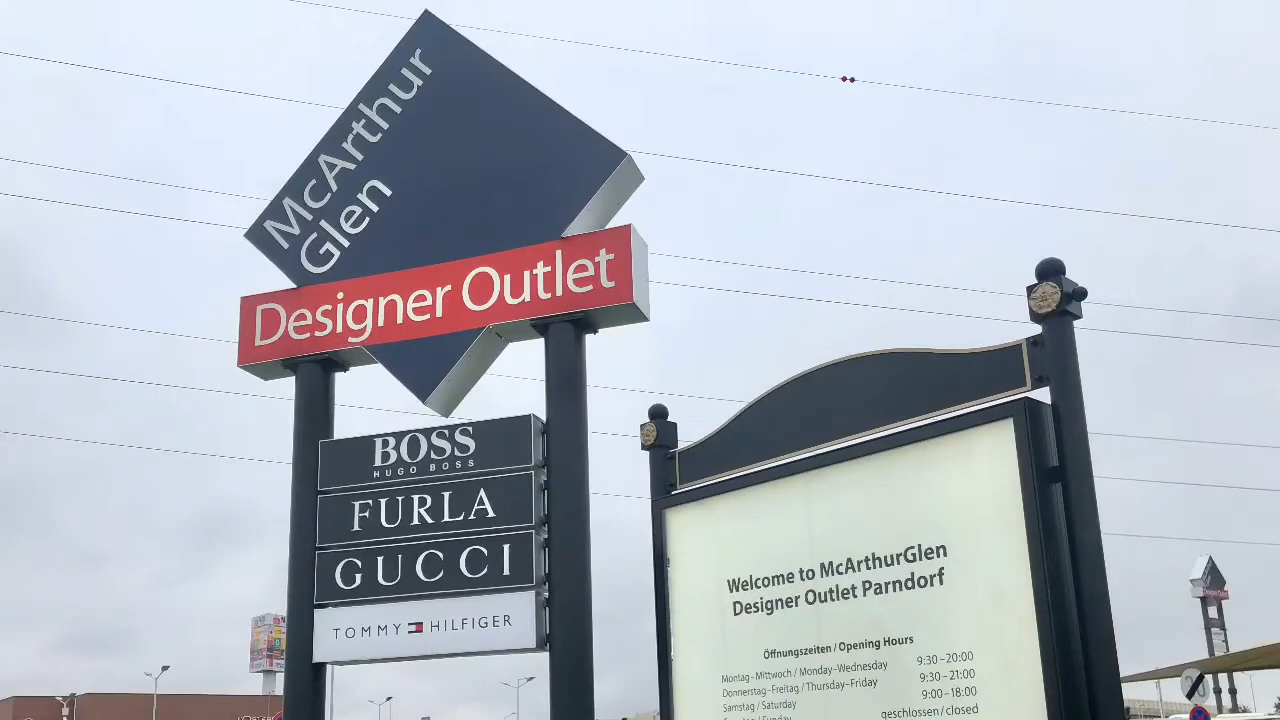 McArthur
Glen
Designer Outlet
BOSS
HUGO BOSS
FURLA
GUCCI
TOMMY HILFIGER
Welcome to McArthurGlen
Designer Outlet Parndorf
Öffnungszeiten / Opening Hours
Montag-Mittwoch / Monday-Wednesday 9:30-20:00
Donnerstag-Freitag / Thursday-Friday 9:30-21:00
Samstag / Saturday 9:00-18:00
geschlossen / closed